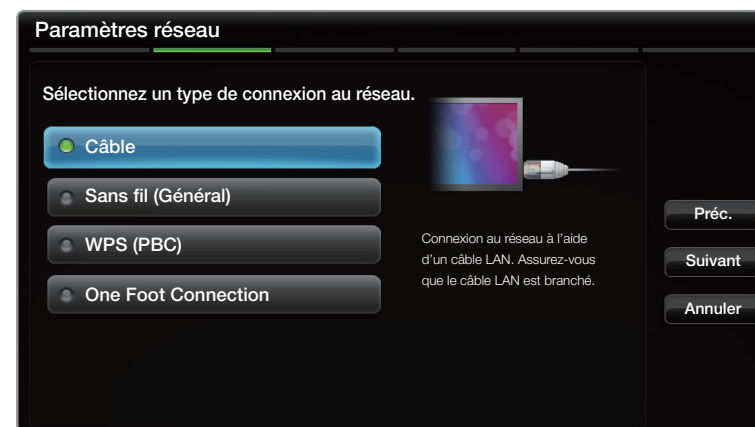 Paramètres réseau
Sélectionnez un type de connexion au réseau.
Câble
Sans fil (Général)
WPS (PBC)
One Foot Connection
Connexion au réseau à l'aide
d'un câble LAN. Assurez-vous
que le câble LAN est branché.
Préc.
Suivant
Annuler